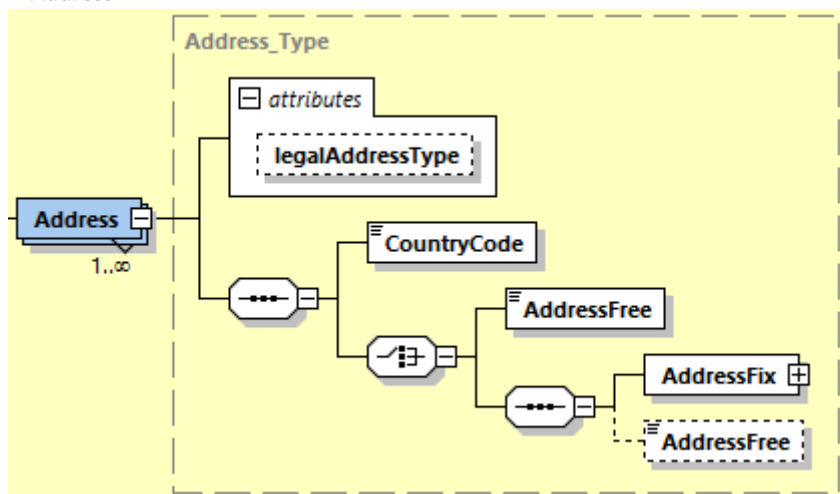 Address_Type
attributes
legalAddressType
Address
1..∞
CountryCode
AddressFree
AddressFix
AddressFree